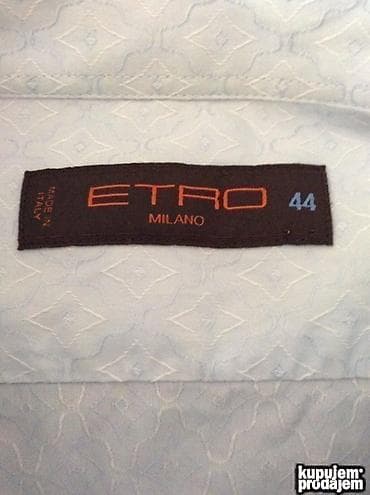 MADE IN
ITALY
ETRO
MILANO
44
kupujem
prodajem